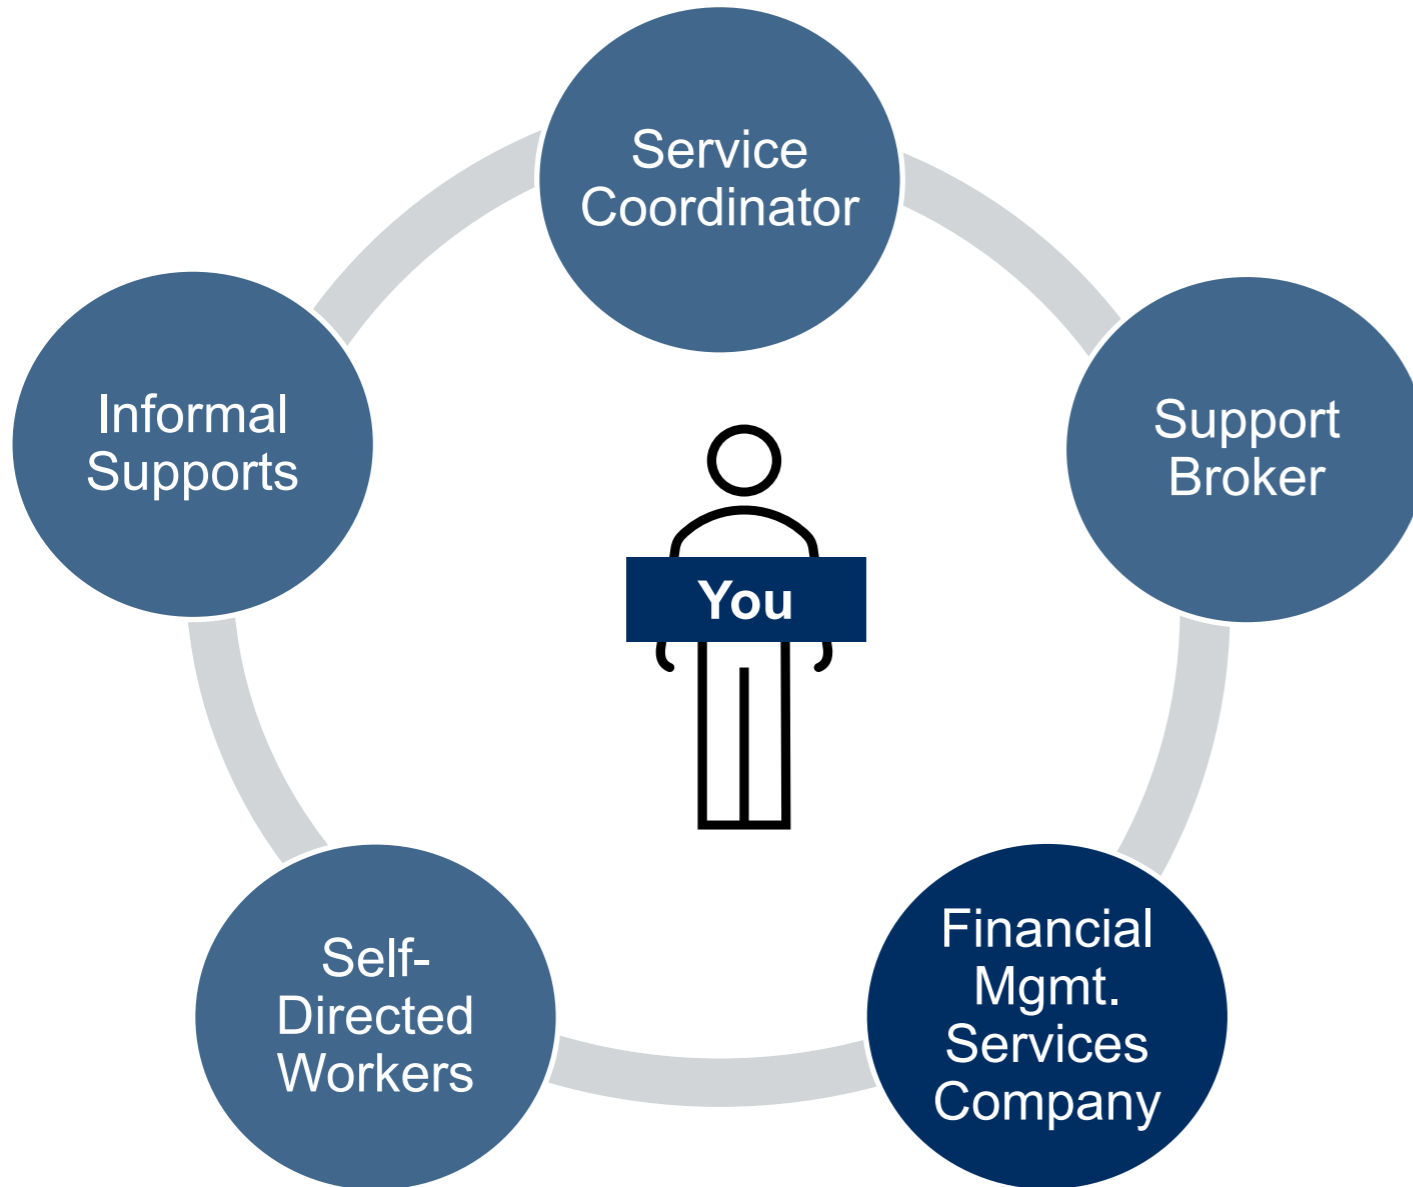 Service
Coordinator
Support
Broker
Financial
Mgmt.
Services
Company
Self-
Directed
Workers
Informal
Supports
You